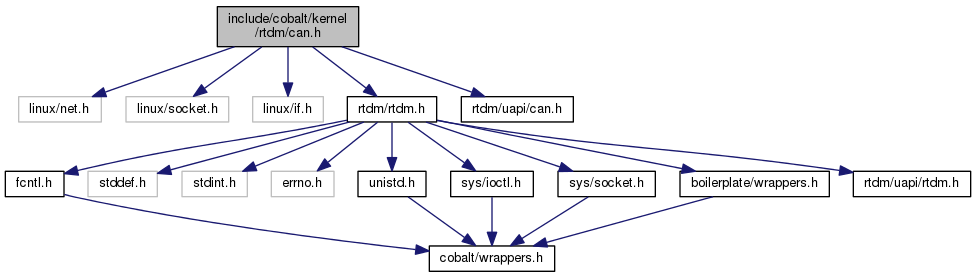 include/cobalt/kernel
/rtdm/can.h
linux/net.h
linux/socket.h
linux/if.h
rtdm/rtdm.h
rtdm/uapi/can.h
fcntl.h
stddef.h
stdint.h
errno.h
unistd.h
sys/ioctl.h
sys/socket.h
boilerplate/wrappers.h
rtdm/uapi/rtdm.h
cobalt/wrappers.h